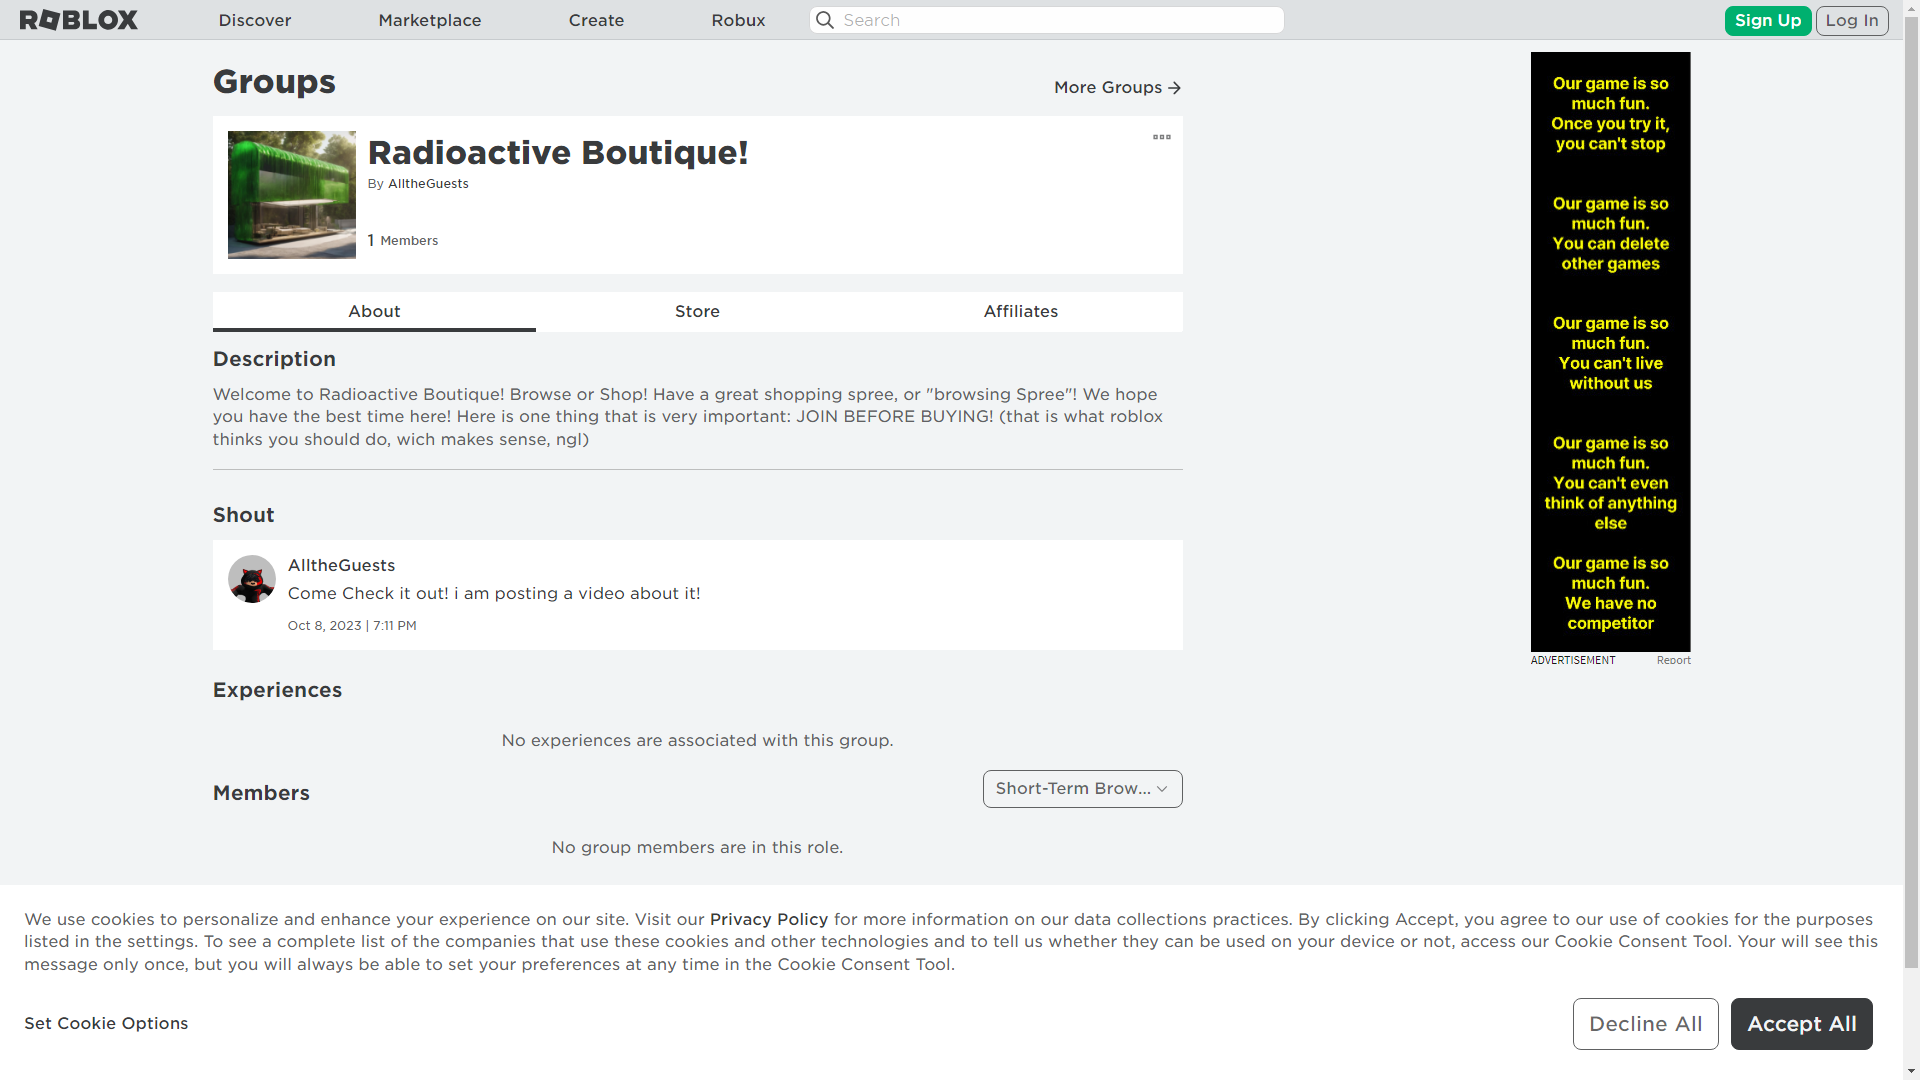 ROBLOX
Discover
Marketplace
Create
Robux
Search
Sign Up
Log In
Groups
More Groups
Radioactive Boutique!
By AlltheGuests
1 Members
About
Store
Affiliates
Description
Welcome to Radioactive Boutique! Browse or Shop! Have a great shopping spree, or "browsing Spree"! We hope
you have the best time here! Here is one thing that is very important: JOIN BEFORE BUYING! (that is what roblox
thinks you should do, wich makes sense, ngl)
Shout
AlltheGuests
Come Check it out! i am posting a video about it!
Oct 8, 2023 | 7:11 PM
Experiences
No experiences are associated with this group.
Members
Short-Term Brow...
No group members are in this role.
Our game is so
much fun.
Once you try it,
you can't stop
Our game is so
much fun.
You can delete
other games
Our game is so
much fun.
You can't live
without us
Our game is so
much fun.
You can't even
think of anything
else
Our game is so
much fun.
We have no
competitor
ADVERTISEMENT
Report
We use cookies to personalize and enhance your experience on our site. Visit our Privacy Policy for more information on our data collections practices. By clicking Accept, you agree to our use of cookies for the purposes
listed in the settings. To see a complete list of the companies that use these cookies and other technologies and to tell us whether they can be used on your device or not, access our Cookie Consent Tool. Your will see this
message only once, but you will always be able to set your preferences at any time in the Cookie Consent Tool.
Set Cookie Options
Decline All
Accept All